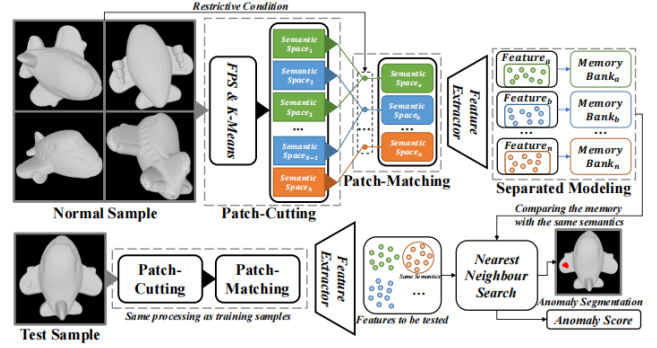 Restrictive Condition
FPS & K-Means
Semantic
Space1
Semantic
Space2
Semantic
Space3
...
Semantic
SpaceN-1
Semantic
SpaceN
Patch-Cutting
...
Semantic
Spacea
Semantic
Spaceb
...
Semantic
Spacen
Patch-Matching
Feature
Extractor
Featurea
Memory
Banka
Featureb
Memory
Bankb
...
...
Featuren
Memory
Bankn
Separated Modeling
Normal Sample
Comparing the memory
with the same semantics
Test Sample
Patch-
Cutting
Patch-
Matching
Same processing as training samples
Feature
Extractor
Same Semantics
...
Features to be tested
Nearest
Neighbour
Search
Anomaly Segmentation
Anomaly Score